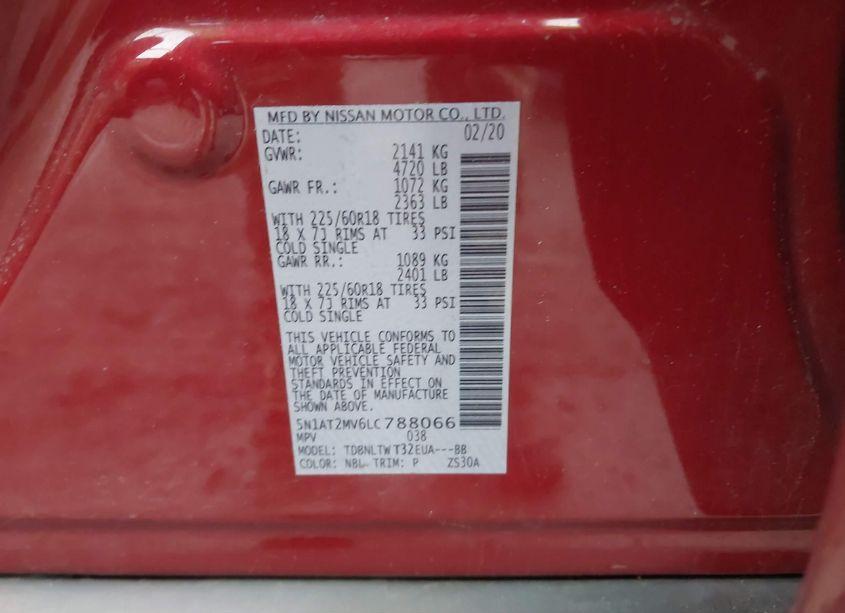 MFD BY NISSAN MOTOR CO., LTD.
DATE: 02/20
GVWR: 2141 KG
4720 LB
GAWR FR.: 1072 KG
2363 LB
WITH 225/60R18 TIRES
18 X 7J RIMS AT 33 PSI
COLD SINGLE
GAWR RR.: 1089 KG
2401 LB
WITH 225/60R18 TIRES
18 X 7J RIMS AT 33 PSI
COLD SINGLE
THIS VEHICLE CONFORMS TO
ALL APPLICABLE FEDERAL
MOTOR VEHICLE SAFETY AND
THEFT PREVENTION
STANDARDS IN EFFECT ON
THE DATE OF MANUFACTURE
SHOWN ABOVE.
5N1AT2MV6LC788066
MPV 038
MODEL: TDBNLTWT32EUA---BB
COLOR: NBL TRIM: P ZS30A